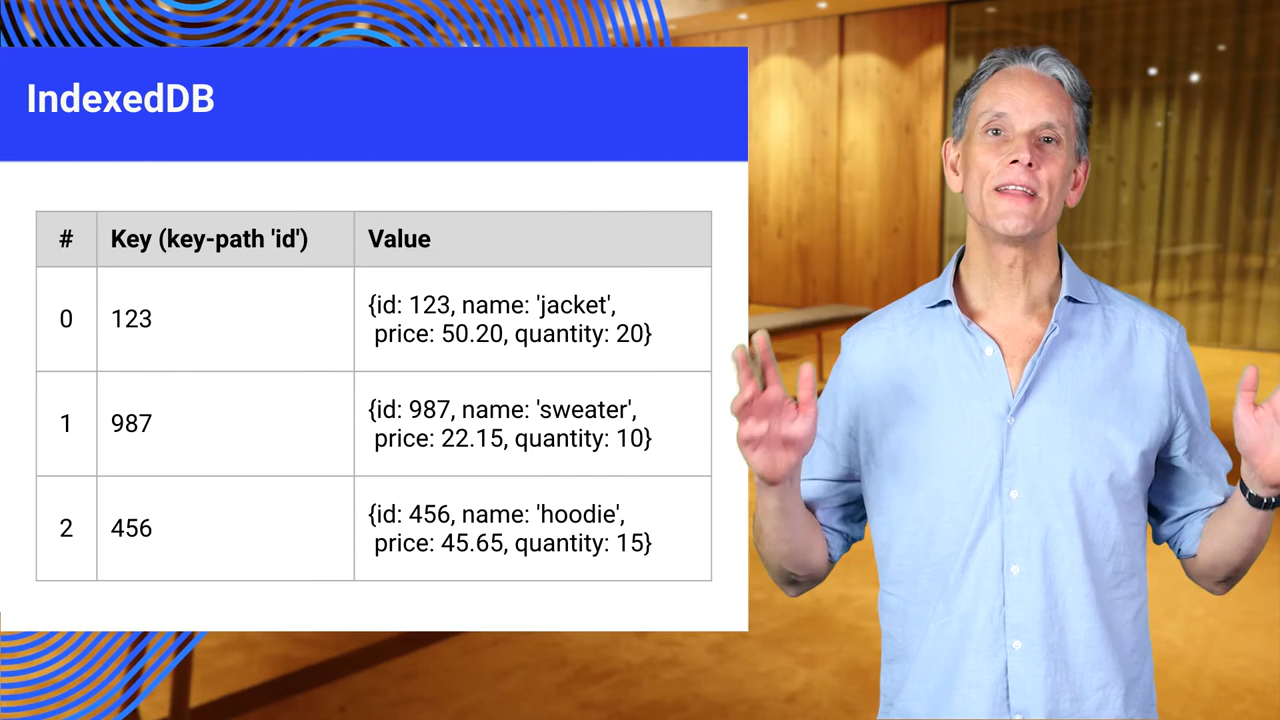 IndexedDB
# Key (key-path 'id') Value
0 123 {id: 123, name: 'jacket',
price: 50.20, quantity: 20}
1 987 {id: 987, name: 'sweater',
price: 22.15, quantity: 10}
2 456 {id: 456, name: 'hoodie',
price: 45.65, quantity: 15}